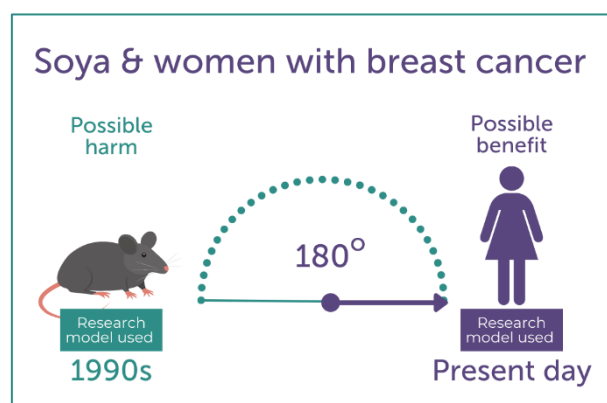 Soya & women with breast cancer
Possible
harm
Possible
benefit
180°
Research
model used
1990s
Research
model used
Present day